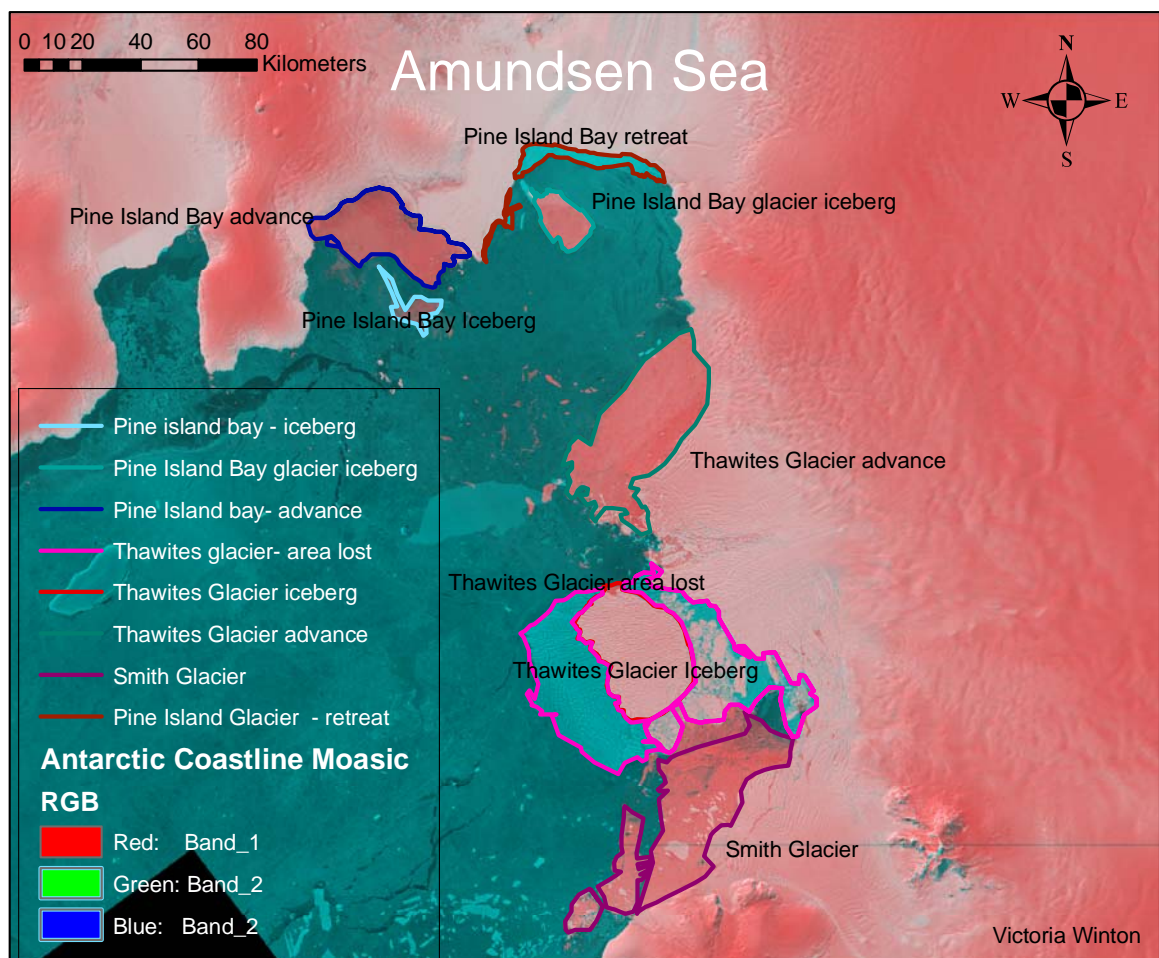 0 10 20 40 60 80
Kilometers
Amundsen Sea
N
W E
S
Pine Island Bay retreat
Pine Island Bay glacier iceberg
Pine Island Bay advance
Pine Island Bay Iceberg
Thawites Glacier advance
Thawites Glacier area lost
Thawites Glacier Iceberg
Smith Glacier
Pine island bay - iceberg
Pine Island Bay glacier iceberg
Pine Island bay- advance
Thawites glacier- area lost
Thawites Glacier iceberg
Thawites Glacier advance
Smith Glacier
Pine Island Glacier - retreat
Antarctic Coastline Moasic
RGB
Red: Band_1
Green: Band_2
Blue: Band_2
Victoria Winton